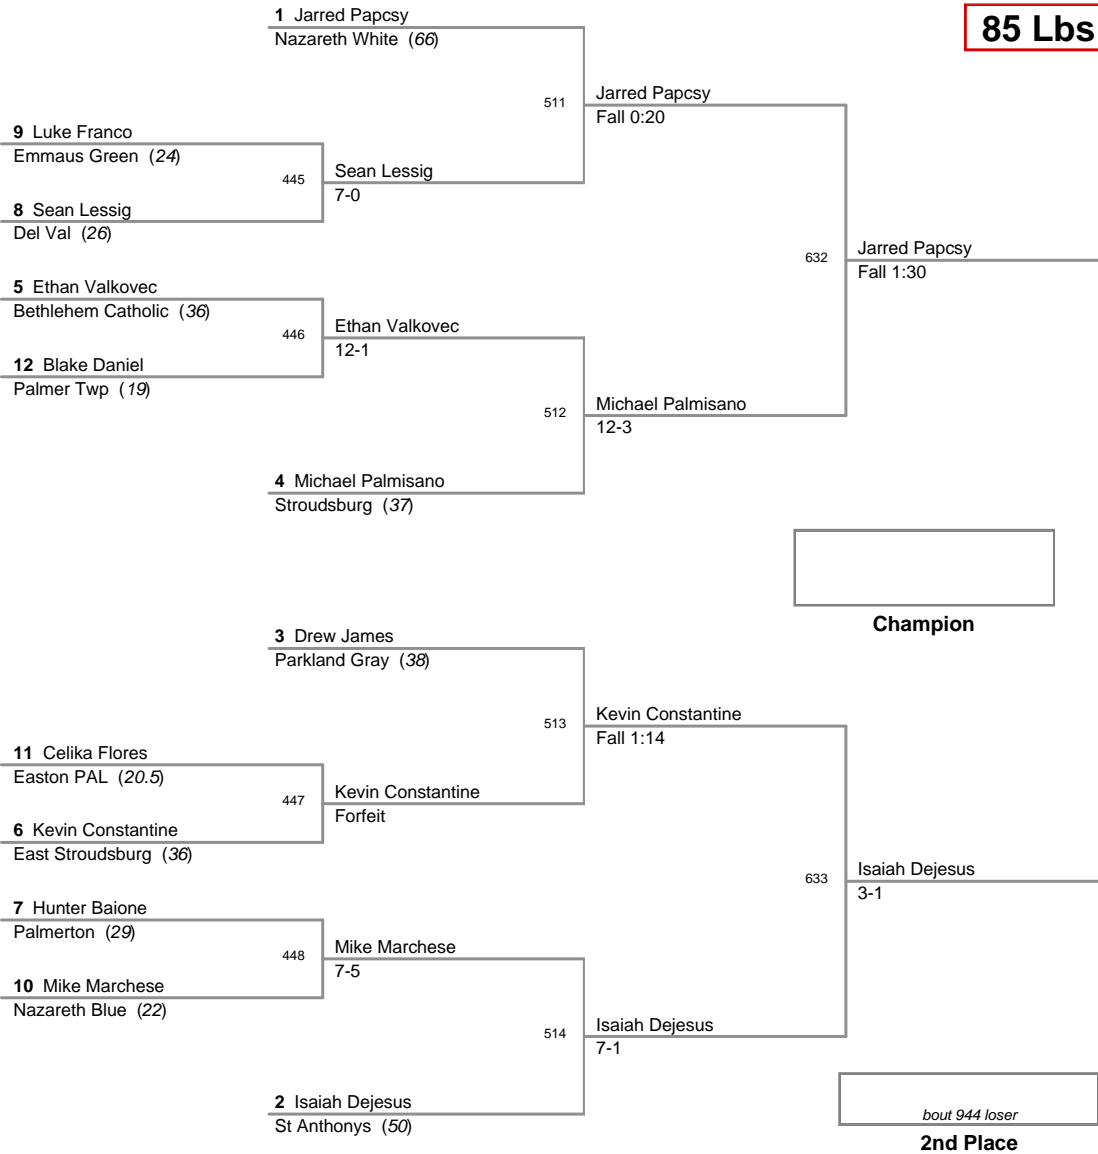 1 Jarred Papcsy
Nazareth White (66)
85 Lbs
511
Jarred Papcsy
Fall 0:20
9 Luke Franco
Emmaus Green (24)
445
Sean Lessig
7-0
8 Sean Lessig
Del Val (26)
632
Jarred Papcsy
Fall 1:30
5 Ethan Valkovec
Bethlehem Catholic (36)
446
Ethan Valkovec
12-1
12 Blake Daniel
Palmer Twp (19)
512
Michael Palmisano
12-3
4 Michael Palmisano
Stroudsburg (37)
Champion
3 Drew James
Parkland Gray (38)
513
Kevin Constantine
Fall 1:14
11 Celika Flores
Easton PAL (20.5)
447
Kevin Constantine
Forfeit
6 Kevin Constantine
East Stroudsburg (36)
633
Isaiah Dejesus
3-1
7 Hunter Baione
Palmerton (29)
448
Mike Marchese
7-5
10 Mike Marchese
Nazareth Blue (22)
514
Isaiah Dejesus
7-1
2 Isaiah Dejesus
St Anthonys (50)
bout 944 loser
2nd Place